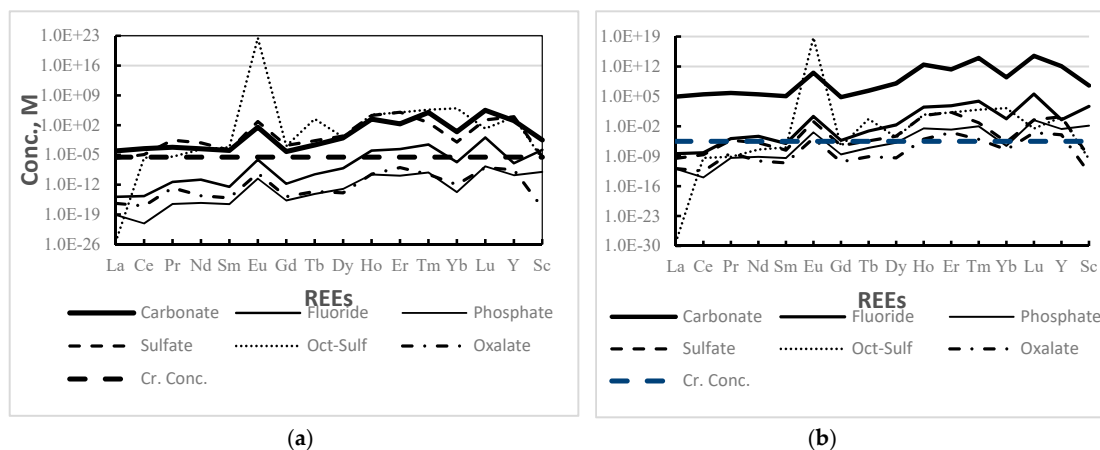 1.0E+23
1.0E+16
1.0E+09
1.0E+02
1.0E-05
1.0E-12
1.0E-19
1.0E-26
Conc., M
La Ce Pr Nd Sm Eu Gd Tb Dy Ho Er Tm Yb Lu Y Sc
REEs
Carbonate Fluoride Phosphate
Sulfate Oct-Sulf Oxalate
Cr. Conc.
(a)
1.0E+19
1.0E+12
1.0E+05
1.0E-02
1.0E-09
1.0E-16
1.0E-23
1.0E-30
La Ce Pr Nd Sm Eu Gd Tb Dy Ho Er Tm Yb Lu Y Sc
REEs
Carbonate Fluoride Phosphate
Sulfate Oct-Sulf Oxalate
Cr. Conc.
(b)